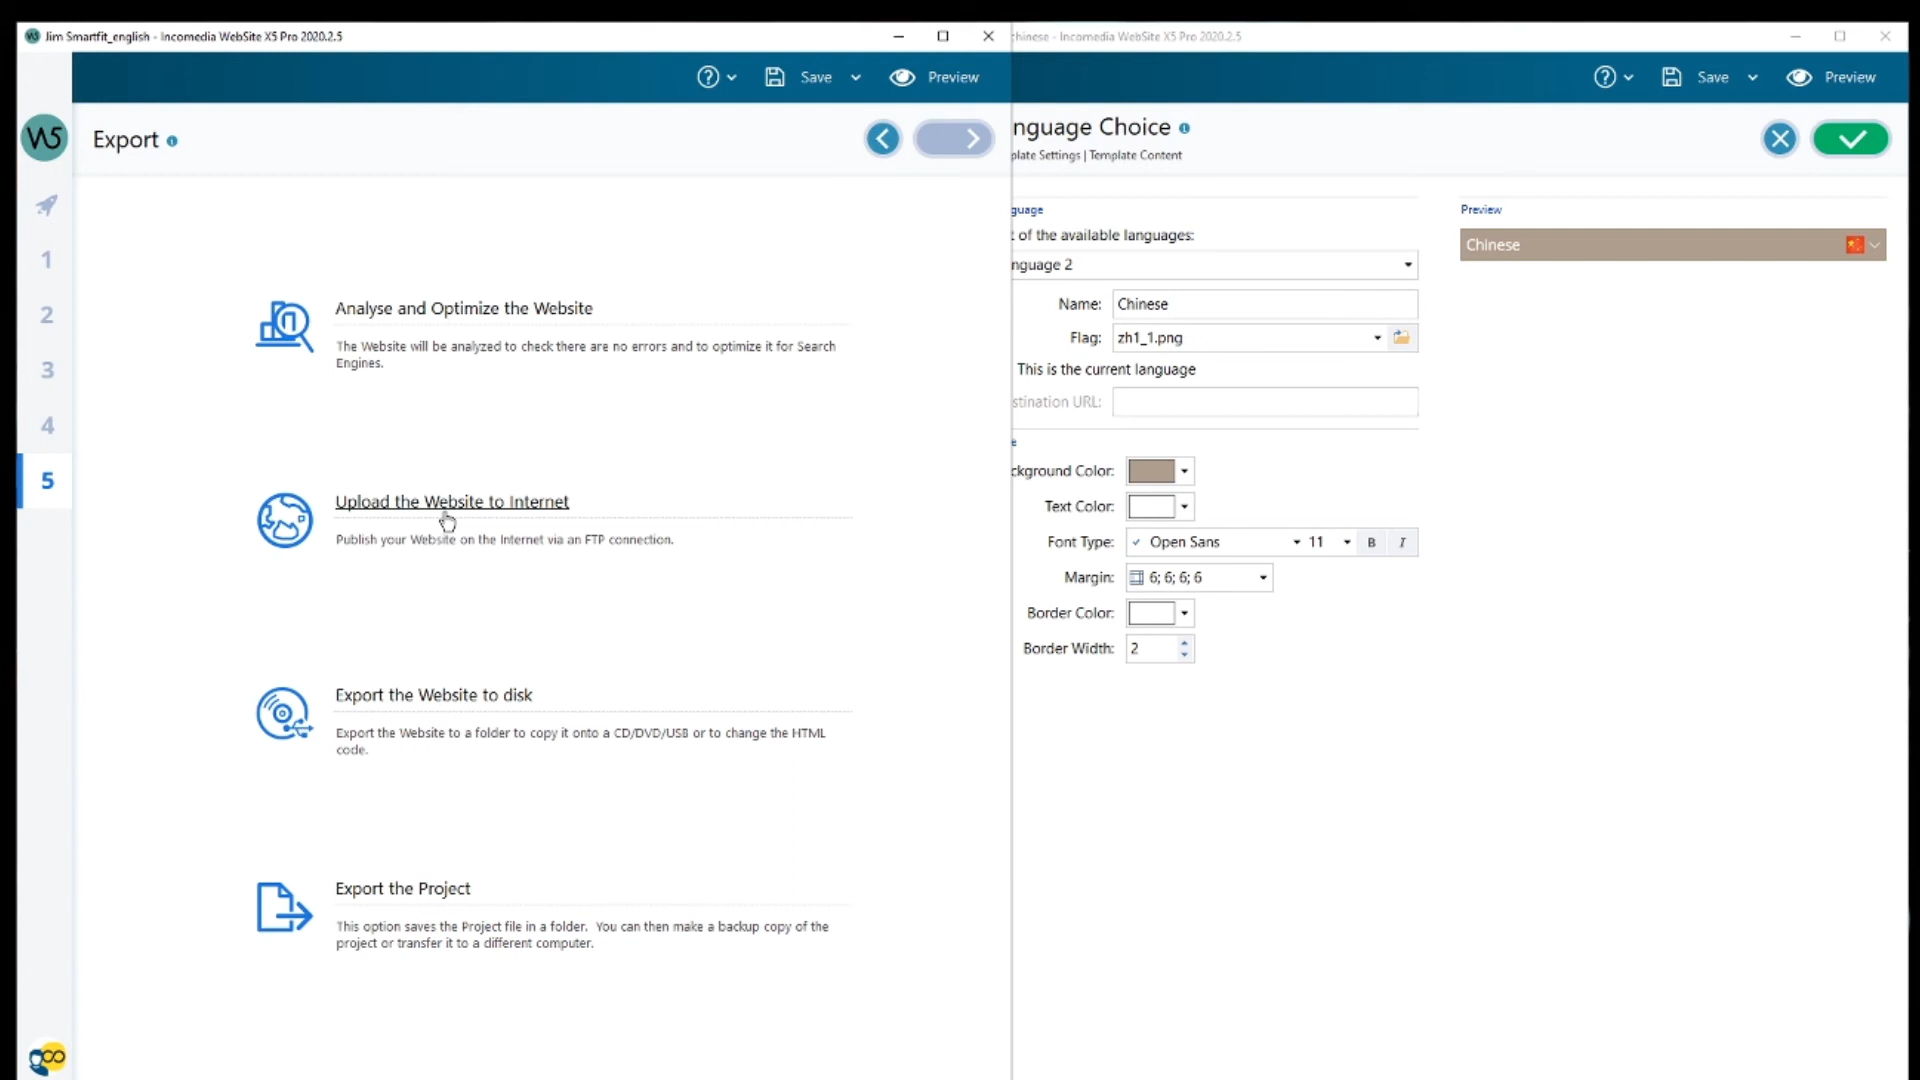 Jim Smartfit_english - Incomedia WebSite X5 Pro 2020.2.5
Save
Preview
Export
1
2
3
4
5
Analyse and Optimize the Website
The Website will be analyzed to check there are no errors and to optimize it for Search
Engines.
Upload the Website to Internet
Publish your Website on the Internet via an FTP connection.
Export the Website to disk
Export the Website to a folder to copy it onto a CD/DVD/USB or to change the HTML
code.
Export the Project
This option saves the Project file in a folder. You can then make a backup copy of the
project or transfer it to a different computer.
chinese - Incomedia WebSite X5 Pro 2020.2.5
Save
Preview
nguage Choice
plate Settings | Template Content
guage
of the available languages:
nguage 2
Name: Chinese
Flag: zh1_1.png
This is the current language
stination URL:
Preview
Chinese
e
ckground Color:
Text Color:
Font Type: Open Sans 11 B I
Margin: 6; 6; 6; 6
Border Color:
Border Width: 2